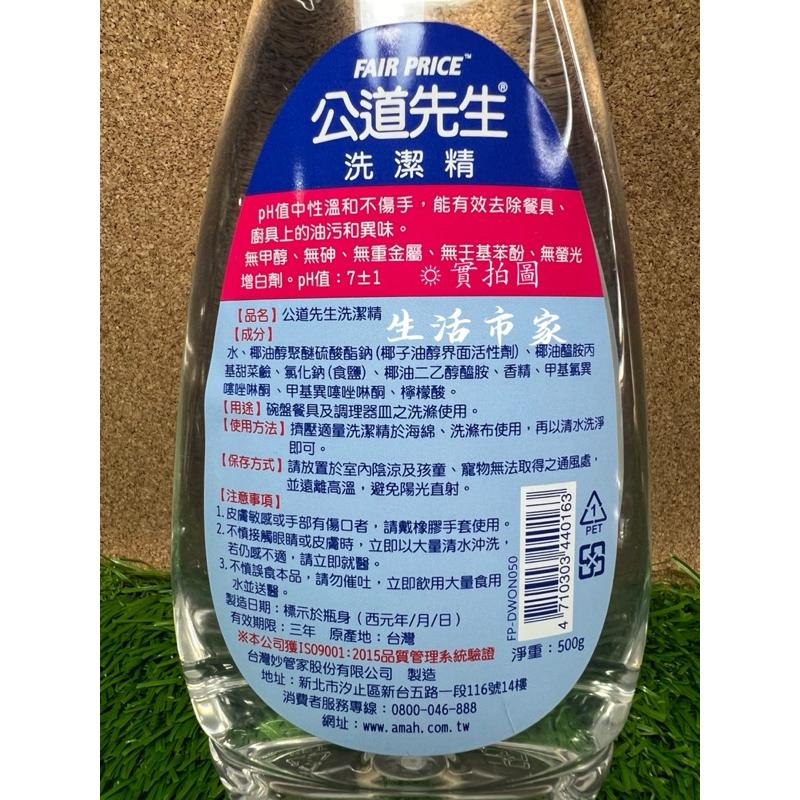 FAIR PRICE™
公道先生®
洗潔精
pH值中性溫和不傷手，能有效去除餐具、
廚具上的油污和異味。
無甲醇、無砷、無重金屬、無壬基苯酚、無螢光
增白劑。pH值：7±1
☼實拍圖
生活市家
【品名】公道先生洗潔精
【成分】
水、椰油醇聚醚硫酸酯鈉(椰子油醇界面活性劑)、椰油醯胺丙
基甜菜鹼、氯化鈉(食鹽)、椰油二乙醇醯胺、香精、甲基氯異
噻唑啉酮、甲基異噻唑啉酮、檸檬酸。
【用途】碗盤餐具及調理器皿之洗滌使用。
【使用方法】擠壓適量洗潔精於海綿、洗滌布使用，再以清水洗淨
即可。
【保存方式】請放置於室內陰涼及孩童、寵物無法取得之通風處，
並遠離高溫，避免陽光直射。
【注意事項】
1.皮膚敏感或手部有傷口者，請戴橡膠手套使用。
2.不慎接觸眼睛或皮膚時，立即以大量清水沖洗，
若仍感不適，請立即就醫。
3.不慎誤食本品，請勿催吐，立即飲用大量食用
水並送醫。
製造日期：標示於瓶身（西元年/月/日）
有效期限：三年 原產地：台灣
※本公司獲ISO9001:2015品質管理系統驗證
台灣妙管家股份有限公司 製造
地址：新北市汐止區新台五路一段116號14樓
消費者服務專線：0800-046-888
網址：www.amah.com.tw
FP-DWON050
4 710303 440163
1
PET
淨重：500g